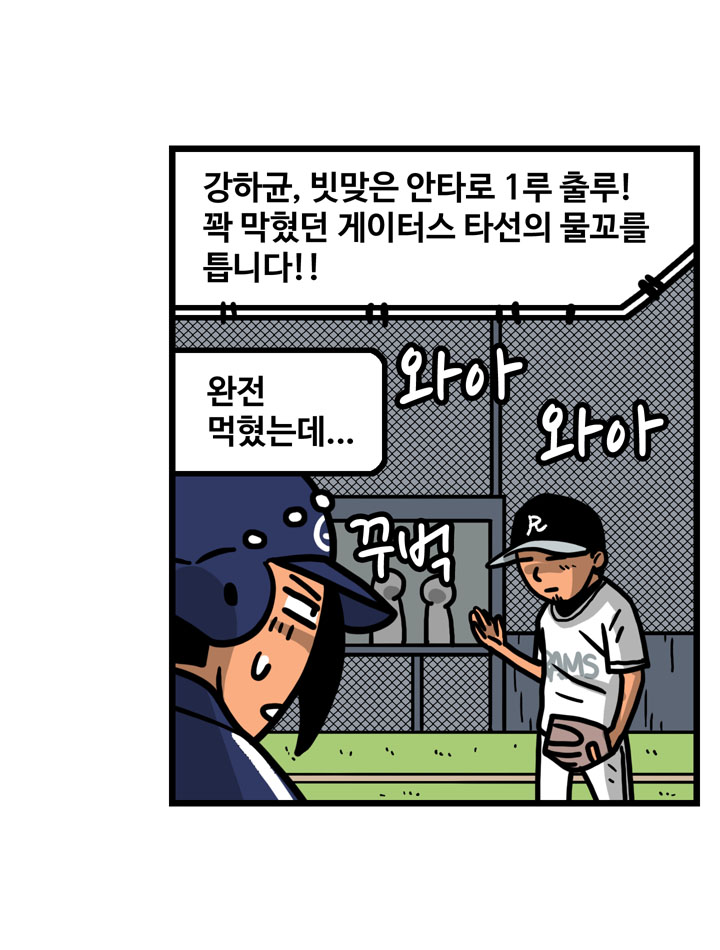 강하균, 빗맞은 안타로 1루 출루!
꽉 막혔던 게이터스 타선의 물꼬를
틉니다!!
와아
와아
완전
먹혔는데...
꾸벅
R
RAMS